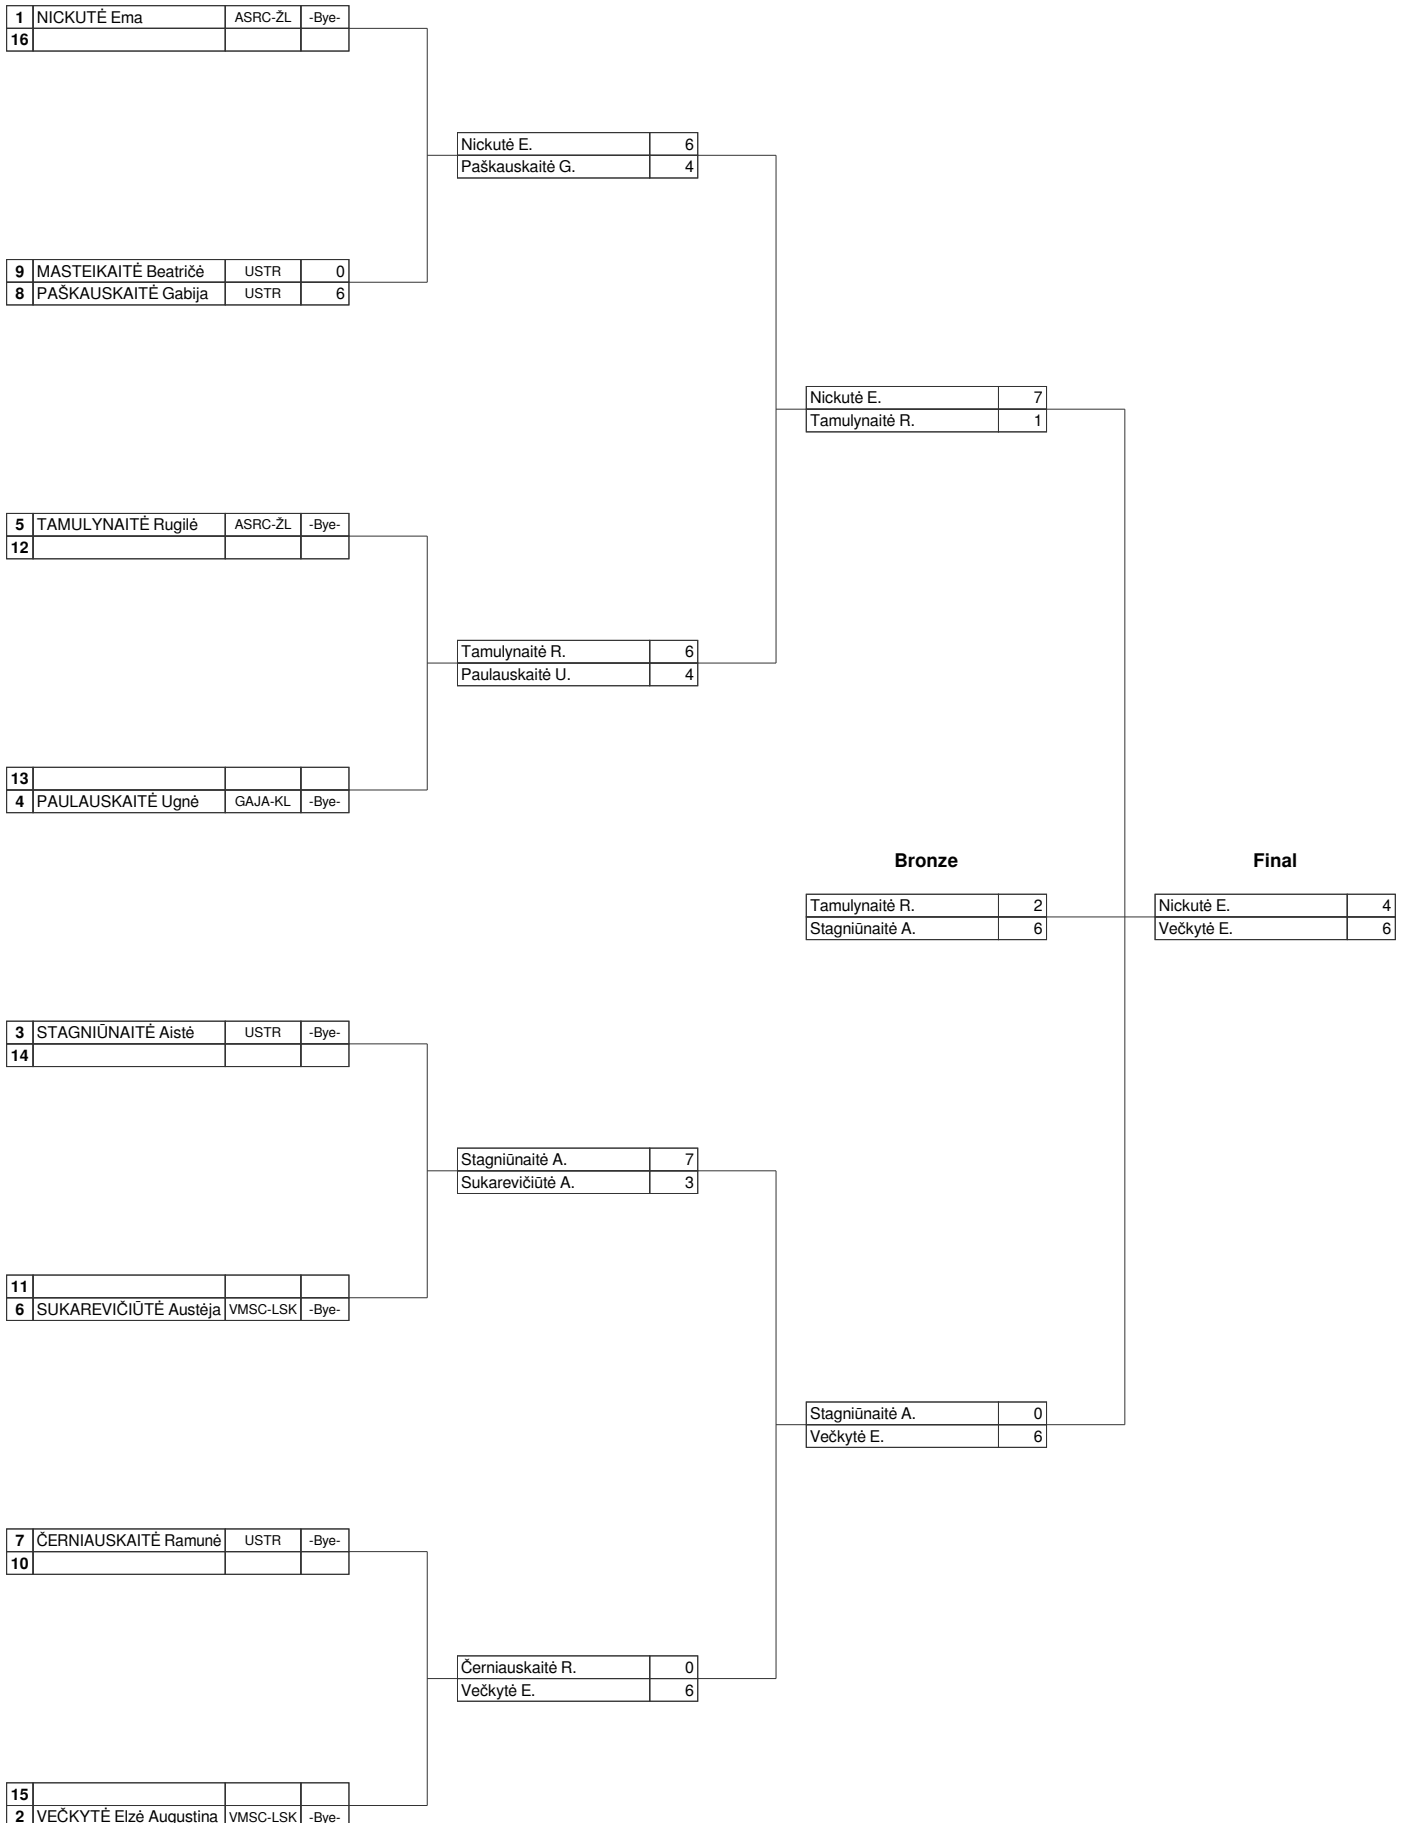 1 NICKUTĖ Ema ASRC-ŽL -Bye-
16
Nickutė E. 6
Paškauskaitė G. 4
9 MASTEIKAITĖ Beatričė USTR 0
8 PAŠKAUSKAITĖ Gabija USTR 6
Nickutė E. 7
Tamulynaitė R. 1
5 TAMULYNAITĖ Rugilė ASRC-ŽL -Bye-
12
Tamulynaitė R. 6
Paulauskaitė U. 4
13
4 PAULAUSKAITĖ Ugnė GAJA-KL -Bye-
Bronze Final
Tamulynaitė R. 2 Nickutė E. 4
Stagniūnaitė A. 6 Večkytė E. 6
3 STAGNIŪNAITĖ Aistė USTR -Bye-
14
Stagniūnaitė A. 7
Sukarevičiūtė A. 3
11
6 SUKAREVIČIŪTĖ Austėja VMSC-LSK -Bye-
Stagniūnaitė A. 0
Večkytė E. 6
7 ČERNIAUSKAITĖ Ramunė USTR -Bye-
10
Černiauskaitė R. 0
Večkytė E. 6
15
2 VEČKYTĖ Elzė Augustina VMSC-LSK -Bye-